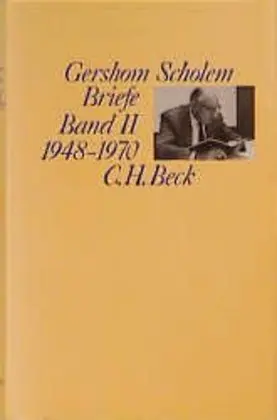 Gershom Scholem
Briefe
Band II
1948-1970
C.H.Beck